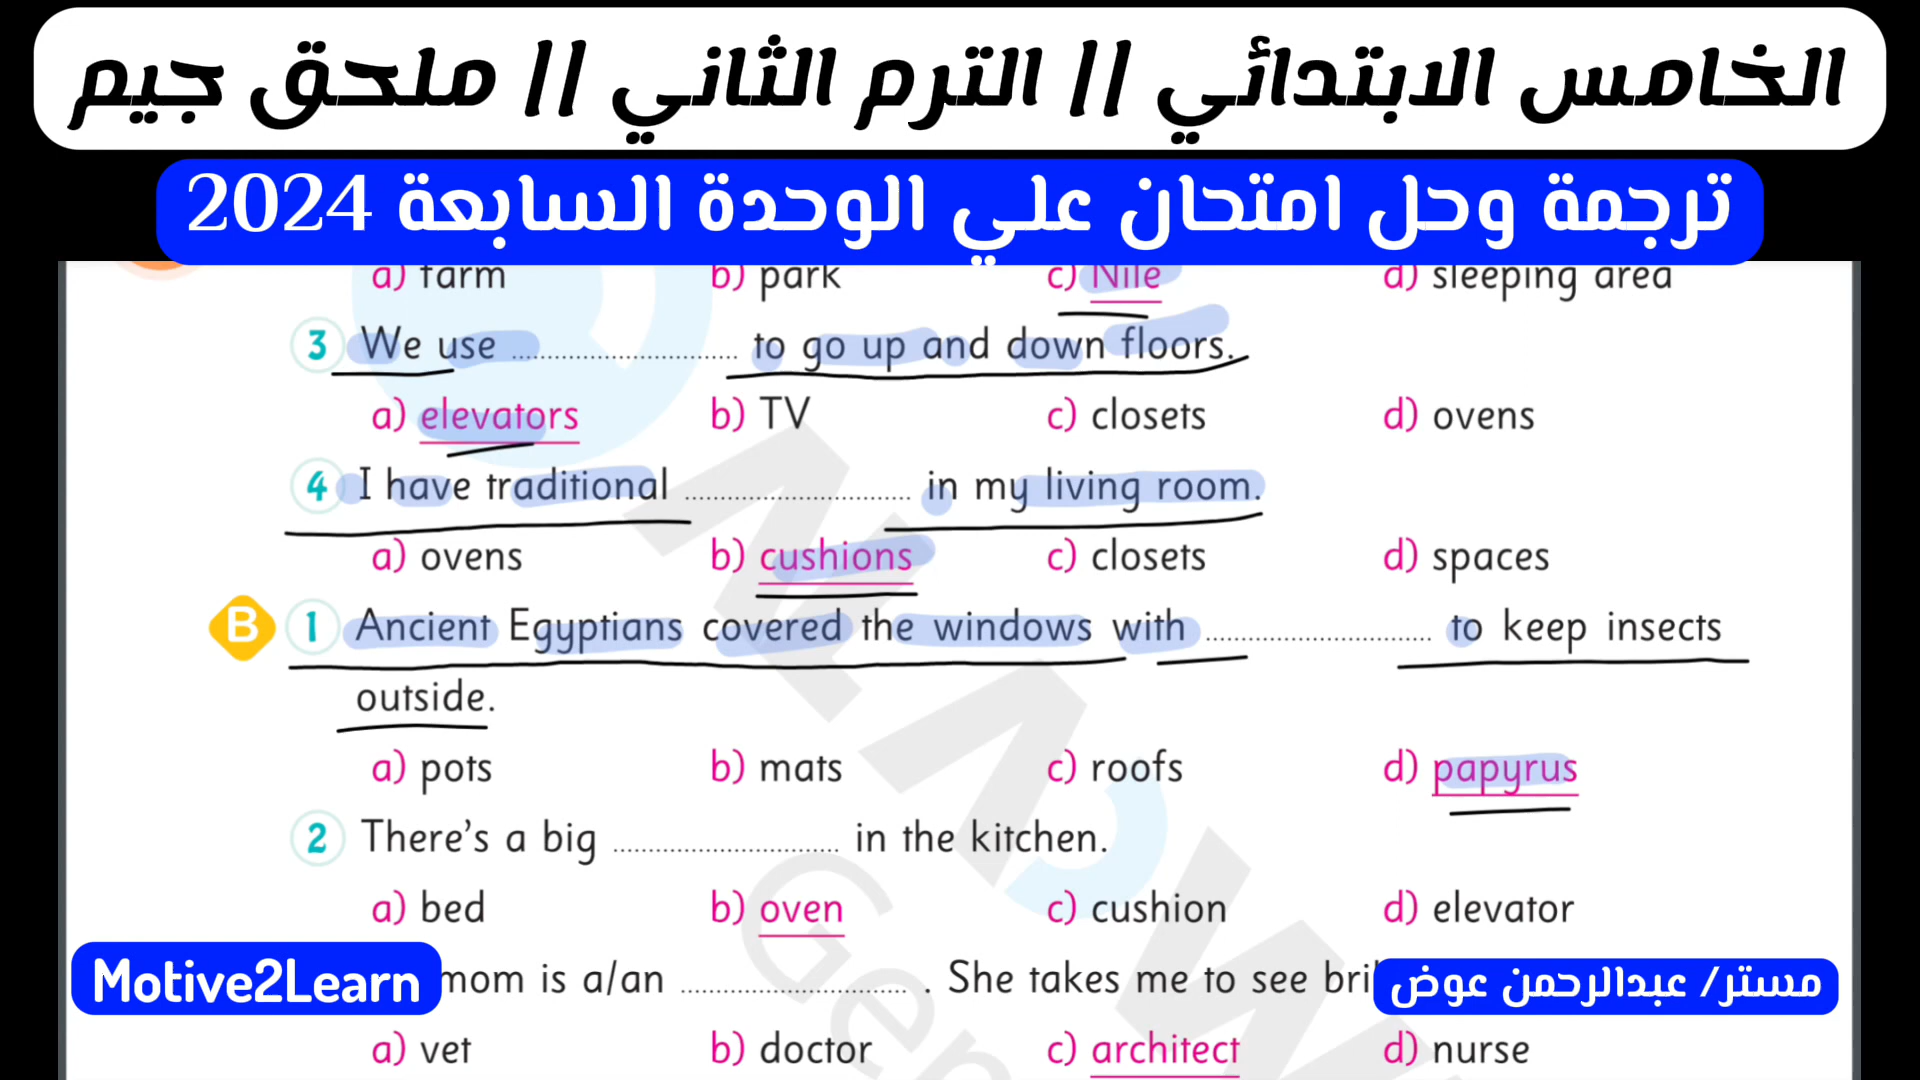 الخامس الابتدائي // الترم الثاني // ملحق جيم
ترجمة وحل امتحان علي الوحدة السابعة 2024
a) farm b) park c) Nile d) sleeping area
3 We use .............................. to go up and down floors.
a) elevators b) TV c) closets d) ovens
4 I have traditional .............................. in my living room.
a) ovens b) cushions c) closets d) spaces
B 1 Ancient Egyptians covered the windows with .............................. to keep insects
outside.
a) pots b) mats c) roofs d) papyrus
2 There's a big .............................. in the kitchen.
a) bed b) oven c) cushion d) elevator
mom is a/an .............................. . She takes me to see
a) vet b) doctor c) architect d) nurse
Motive2Learn
مستر/ عبدالرحمن عوض